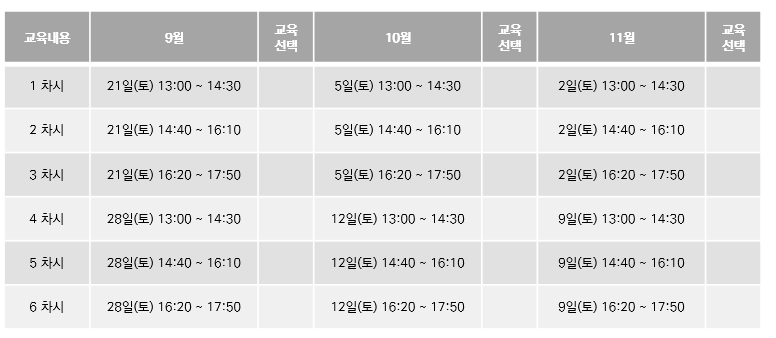 교육내용 9월 교육 선택 10월 교육 선택 11월 교육 선택
1 차시 21일(토) 13:00 ~ 14:30 5일(토) 13:00 ~ 14:30 2일(토) 13:00 ~ 14:30
2 차시 21일(토) 14:40 ~ 16:10 5일(토) 14:40 ~ 16:10 2일(토) 14:40 ~ 16:10
3 차시 21일(토) 16:20 ~ 17:50 5일(토) 16:20 ~ 17:50 2일(토) 16:20 ~ 17:50
4 차시 28일(토) 13:00 ~ 14:30 12일(토) 13:00 ~ 14:30 9일(토) 13:00 ~ 14:30
5 차시 28일(토) 14:40 ~ 16:10 12일(토) 14:40 ~ 16:10 9일(토) 14:40 ~ 16:10
6 차시 28일(토) 16:20 ~ 17:50 12일(토) 16:20 ~ 17:50 9일(토) 16:20 ~ 17:50